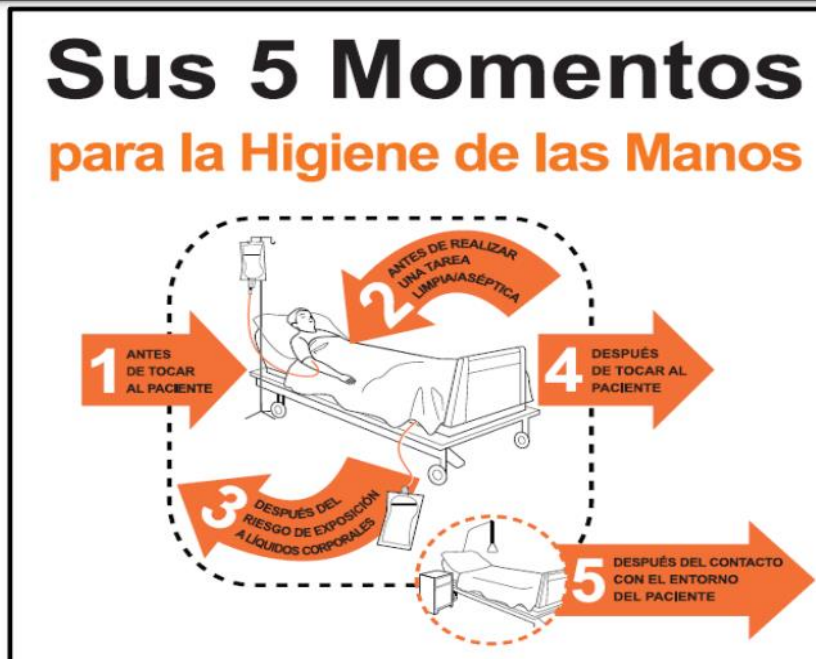 Sus 5 Momentos
para la Higiene de las Manos
1 ANTES
DE TOCAR
AL PACIENTE
2 ANTES DE REALIZAR
UNA TAREA
LIMPIA/ASÉPTICA
3 DESPUÉS DEL
RIESGO DE EXPOSICIÓN
A LÍQUIDOS CORPORALES
4 DESPUÉS
DE TOCAR AL
PACIENTE
5 DESPUÉS DEL CONTACTO
CON EL ENTORNO
DEL PACIENTE